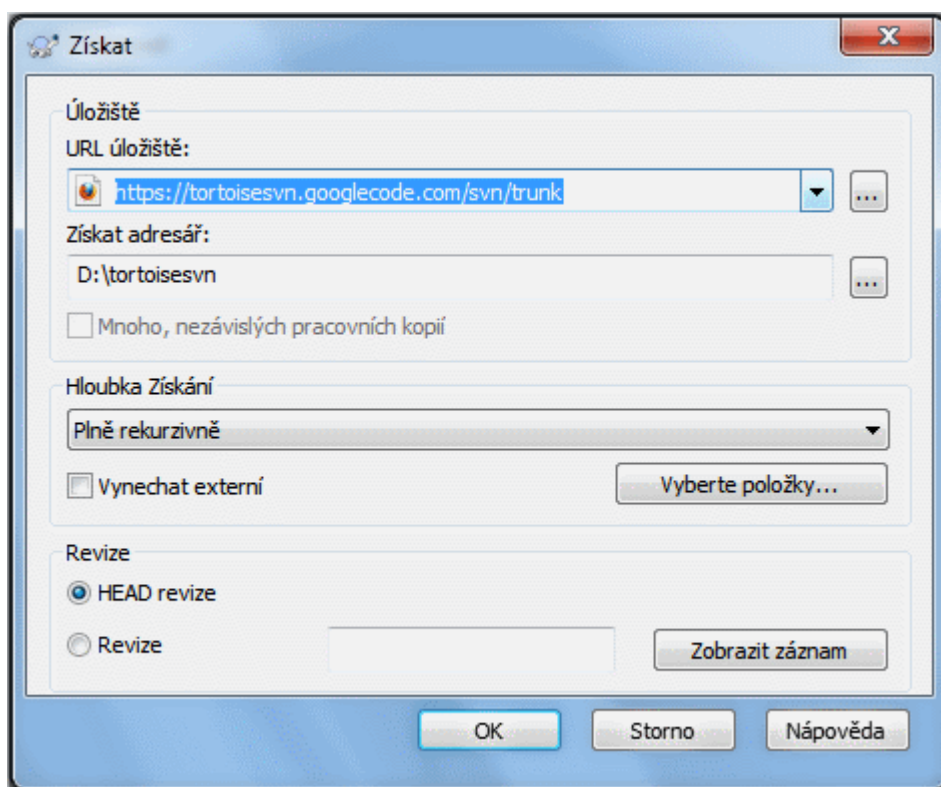 Získat
Úložiště
URL úložiště:
https://tortoisesvn.googlecode.com/svn/trunk
...
Získat adresář:
D:\tortoisesvn
...
Mnoho, nezávislých pracovních kopií
Hloubka Získání
Plně rekurzivně
Vynechat externí
Vyberte položky...
Revize
HEAD revize
Revize
Zobrazit záznam
OK
Storno
Nápověda